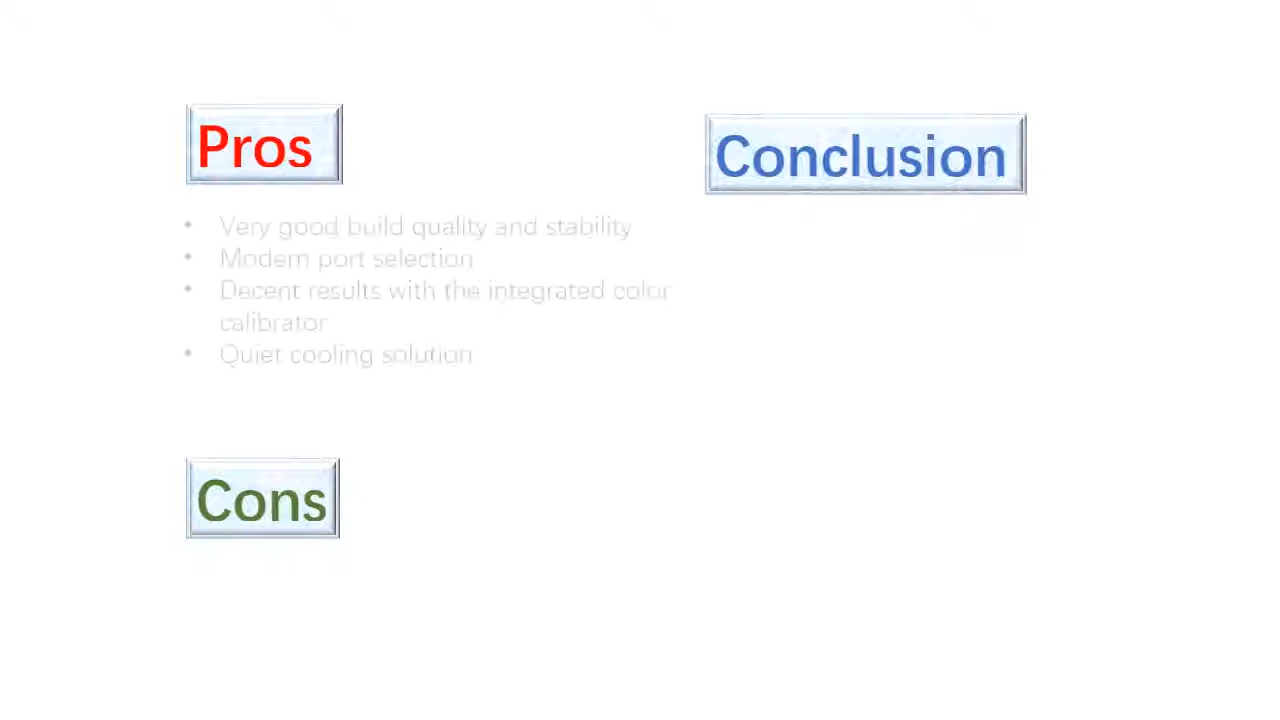 Pros
• Very good build quality and stability
• Modern port selection
• Decent results with the integrated color
calibrator
• Quiet cooling solution
Cons
Conclusion